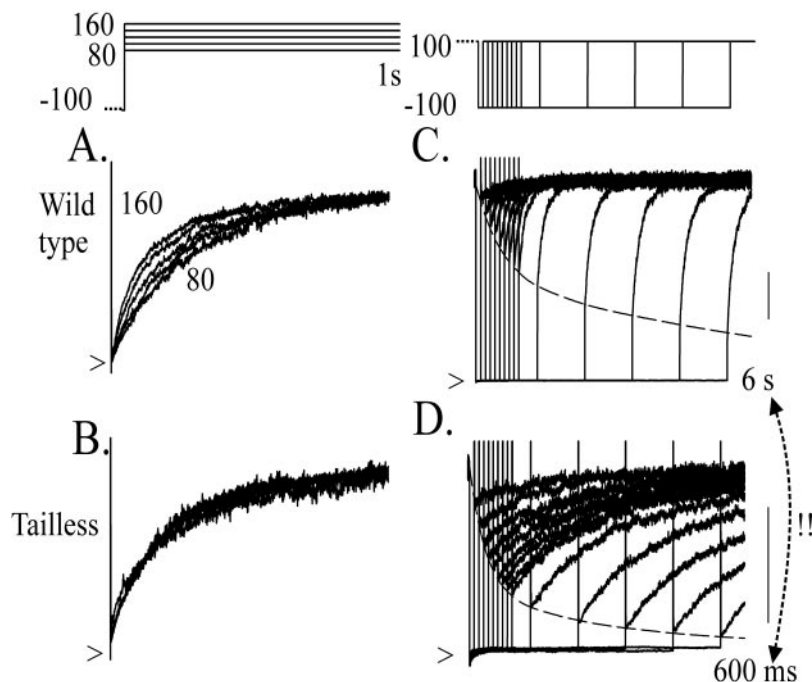 160
80
-100
1s
100
-100
A.
Wild
type
160
80
>
C.
>
6 s
B.
Tailless
>
D.
>
!!
600 ms